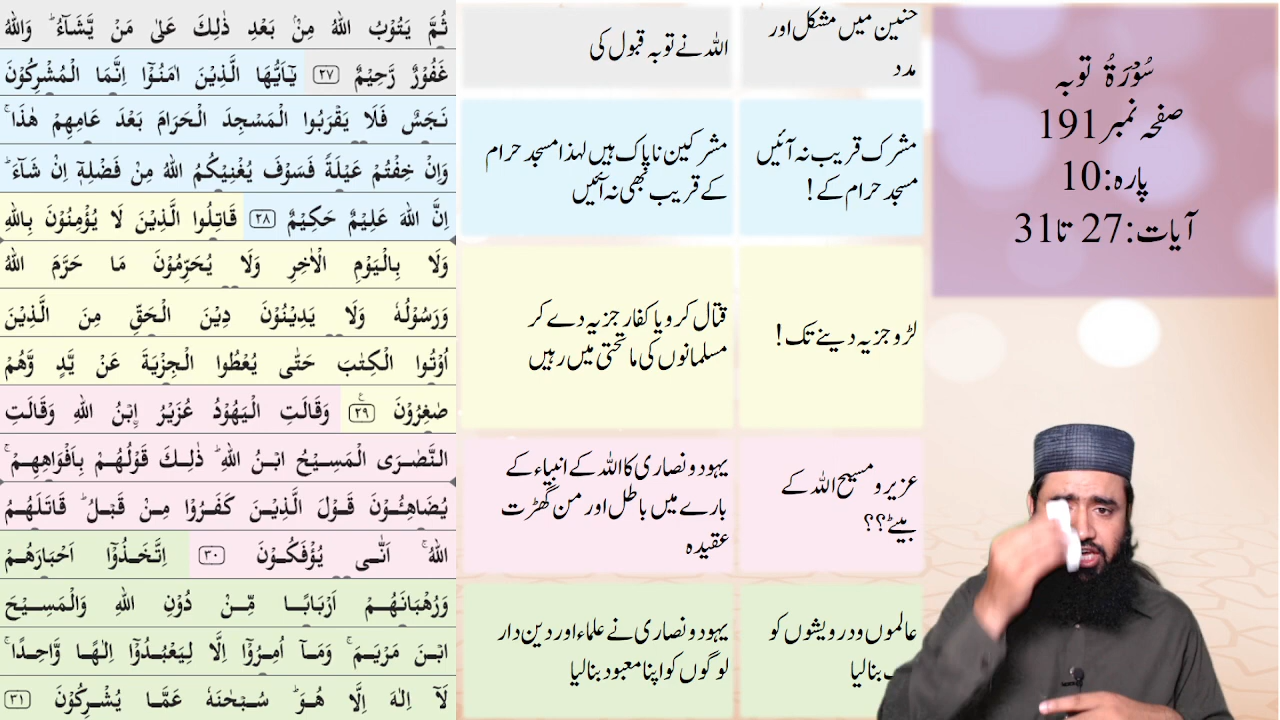 سُوْرَۃُ توبہ
صفحہ نمبر 191
پارہ: 10
آیات: 27 تا 31
حنین میں مشکل اور
مدد
اللہ نے توبہ قبول کی
مشرک قریب نہ آئیں
مسجد حرام کے !
مشرکین ناپاک ہیں لہذا مسجد حرام
کے قریب نبھی نہ آئیں
لڑو جزیہ دینے تک !
قتال کرو یا کفار جزیہ دے کر
مسلمانوں کی ماتحتی میں رہیں
عزیر و مسیح اللہ کے
بیٹے؟؟
یہود و نصاری کا اللہ کے انبیاء کے
بارے میں باطل اور من گھڑت
عقیدہ
عالموں و درویشوں کو
بنا لیا
یہود و نصاری نے علماء اور دین دار
لوگوں کو اپنا معبود بنا لیا
ثُمَّ يَتُوْبُ اللّٰهُ مِنْۢ بَعْدِ ذٰلِكَ عَلٰى مَنْ يَّشَآءُ ؕ وَاللّٰهُ
غَفُوْرٌ رَّحِيْمٌ ﴿۲۷﴾ يٰۤاَيُّهَا الَّذِيْنَ اٰمَنُوْۤا اِنَّمَا الْمُشْرِكُوْنَ
نَجَسٌ فَلَا يَقْرَبُوا الْمَسْجِدَ الْحَرَامَ بَعْدَ عَامِهِمْ هٰذَا ۚ
وَاِنْ خِفْتُمْ عَيْلَةً فَسَوْفَ يُغْنِيْكُمُ اللّٰهُ مِنْ فَضْلِهٖۤ اِنْ شَآءَ ؕ
اِنَّ اللّٰهَ عَلِيْمٌ حَكِيْمٌ ﴿۲۸﴾ قَاتِلُوا الَّذِيْنَ لَا يُؤْمِنُوْنَ بِاللّٰهِ
وَلَا بِالْيَوْمِ الْاٰخِرِ وَلَا يُحَرِّمُوْنَ مَا حَرَّمَ اللّٰهُ
وَرَسُوْلُهٗ وَلَا يَدِيْنُوْنَ دِيْنَ الْحَقِّ مِنَ الَّذِيْنَ
اُوْتُوا الْكِتٰبَ حَتّٰى يُعْطُوا الْجِزْيَةَ عَنْ يَّدٍ وَّهُمْ
صٰغِرُوْنَ ﴿۲۹﴾ وَقَالَتِ الْيَهُوْدُ عُزَيْرُ ۨابْنُ اللّٰهِ وَقَالَتِ
النَّصٰرَى الْمَسِيْحُ ابْنُ اللّٰهِ ؕ ذٰلِكَ قَوْلُهُمْ بِاَفْوَاهِهِمْ ۚ
يُضَاهِئُوْنَ قَوْلَ الَّذِيْنَ كَفَرُوْا مِنْ قَبْلُ ؕ قَاتَلَهُمُ
اللّٰهُ ۚ اَنّٰى يُؤْفَكُوْنَ ﴿۳۰﴾ اِتَّخَذُوْۤا اَحْبَارَهُمْ
وَرُهْبَانَهُمْ اَرْبَابًا مِّنْ دُوْنِ اللّٰهِ وَالْمَسِيْحَ
ابْنَ مَرْيَمَ ۚ وَمَاۤ اُمِرُوْۤا اِلَّا لِيَعْبُدُوْۤا اِلٰهًا وَّاحِدًا ۚ
لَاۤ اِلٰهَ اِلَّا هُوَ ؕ سُبْحٰنَهٗ عَمَّا يُشْرِكُوْنَ ﴿۳۱﴾